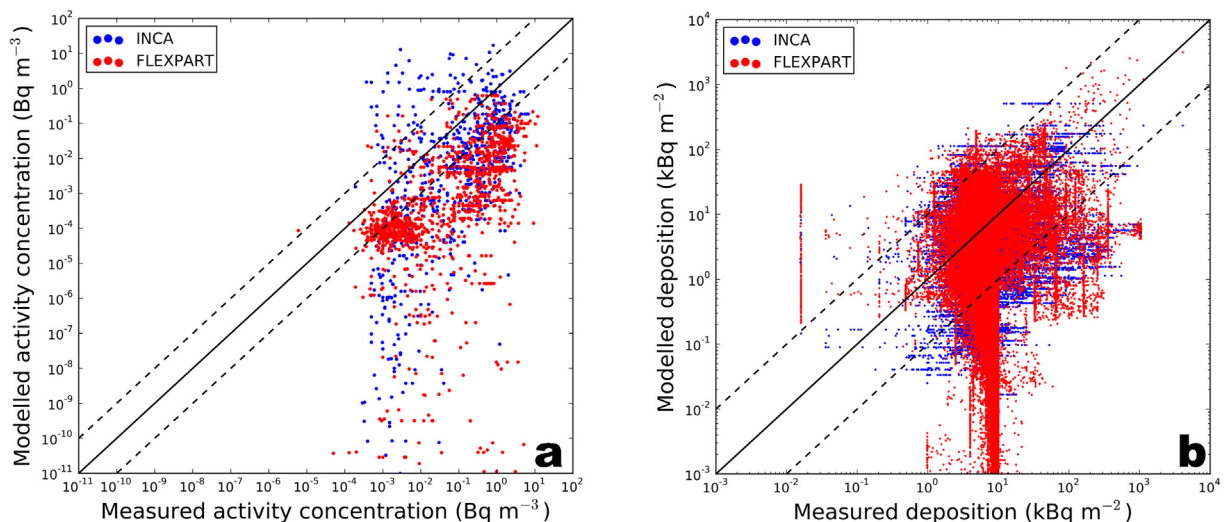 INCA
FLEXPART
10²
10¹
10⁰
10⁻¹
10⁻²
10⁻³
10⁻⁴
10⁻⁵
10⁻⁶
10⁻⁷
10⁻⁸
10⁻⁹
10⁻¹⁰
10⁻¹¹
Modelled activity concentration (Bq m⁻³)
10⁻¹¹ 10⁻¹⁰ 10⁻⁹ 10⁻⁸ 10⁻⁷ 10⁻⁶ 10⁻⁵ 10⁻⁴ 10⁻³ 10⁻² 10⁻¹ 10⁰ 10¹ 10²
Measured activity concentration (Bq m⁻³)
a
INCA
FLEXPART
10⁴
10³
10²
10¹
10⁰
10⁻¹
10⁻²
10⁻³
Modelled deposition (kBq m⁻²)
10⁻³ 10⁻² 10⁻¹ 10⁰ 10¹ 10² 10³ 10⁴
Measured deposition (kBq m⁻²)
b